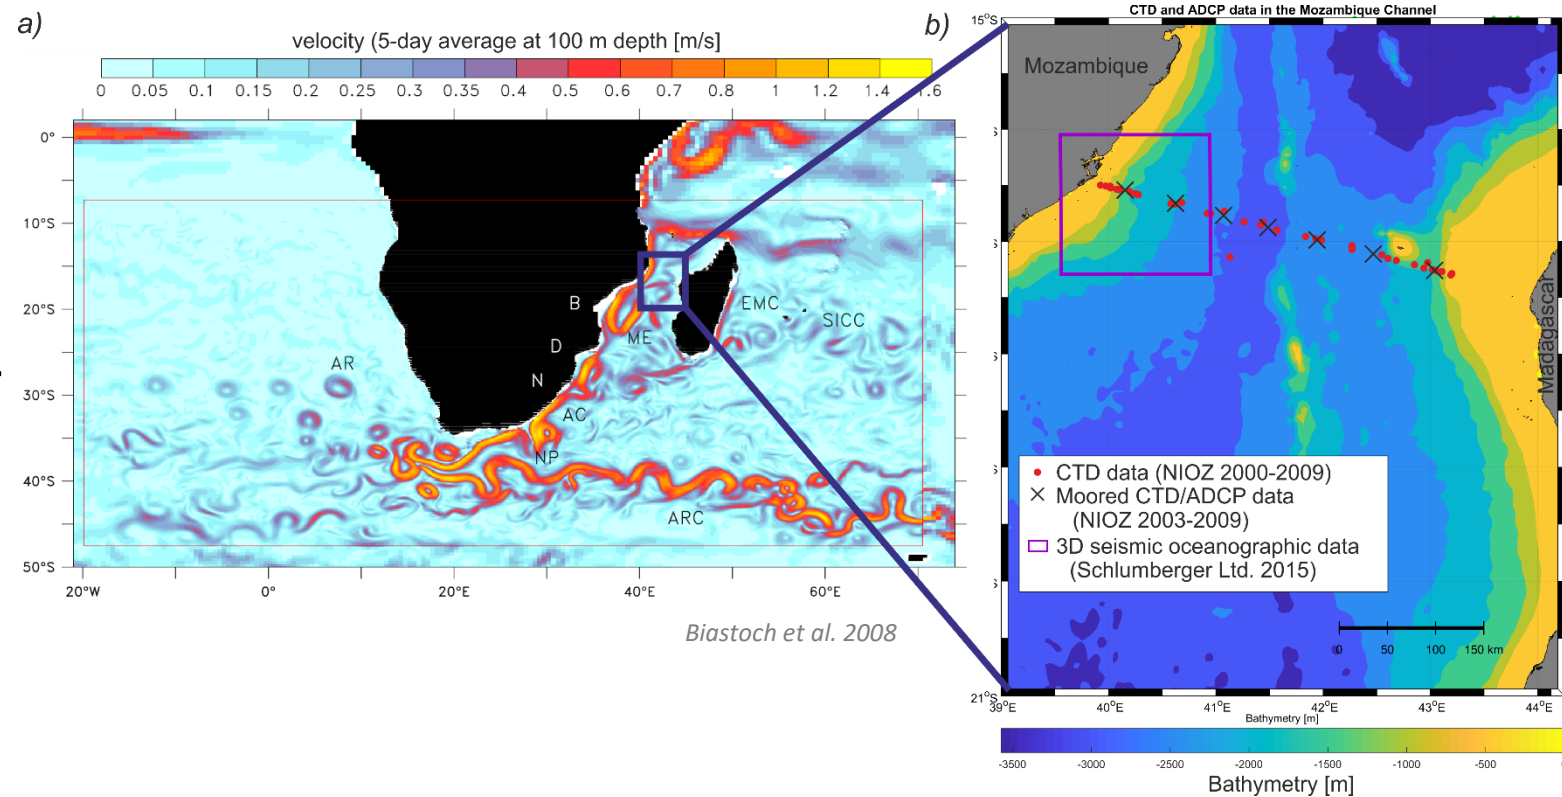 a)
velocity (5-day average at 100 m depth [m/s]
0 0.05 0.1 0.15 0.2 0.25 0.3 0.35 0.4 0.5 0.6 0.7 0.8 1 1.2 1.4 1.6
0°
10°S
20°S
30°S
40°S
50°S
20°W 0° 20°E 40°E 60°E
B
D
N
AR
ME
EMC
SICC
AC
NP
ARC
Biastoch et al. 2008
b)
CTD and ADCP data in the Mozambique Channel
15°S
S
S
S
S
S
21°S
Mozambique
Madagascar
CTD data (NIOZ 2000-2009)
Moored CTD/ADCP data
(NIOZ 2003-2009)
3D seismic oceanographic data
(Schlumberger Ltd. 2015)
0 50 100 150 km
39°E 40°E 41°E 42°E 43°E 44°E
Bathymetry [m]
-3500 -3000 -2500 -2000 -1500 -1000 -500
Bathymetry [m]